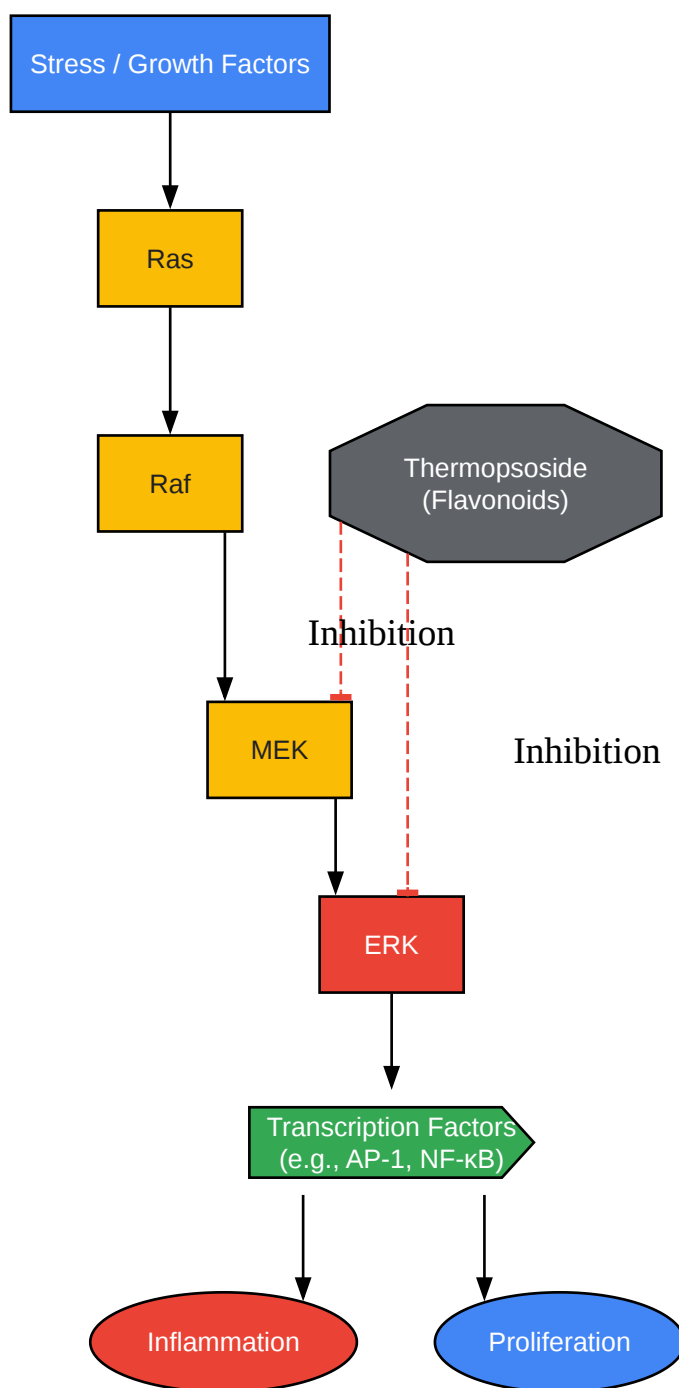 Stress / Growth Factors
Ras
Raf
Thermopsoside
(Flavonoids)
Inhibition
MEK
Inhibition
ERK
Transcription Factors
(e.g., AP-1, NF-κB)
Inflammation
Proliferation